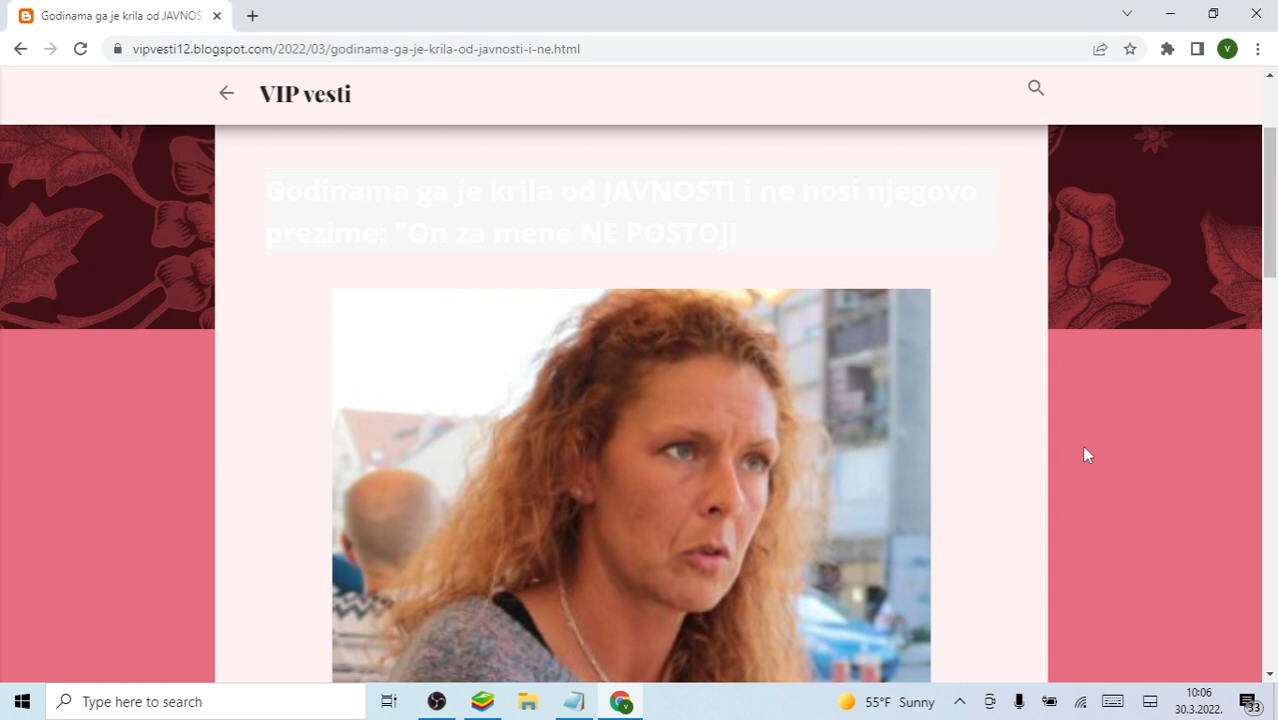 Godinama ga je krila od JAVNOS
vipvesti12.blogspot.com/2022/03/godinama-ga-je-krila-od-javnosti-i-ne.html
V
VIP vesti
Godinama ga je krila od JAVNOSTI i ne nosi njegovo
prezime: "On za mene NE POSTOJI
Type here to search
V
55°F Sunny
10:06
30.3.2022.
33